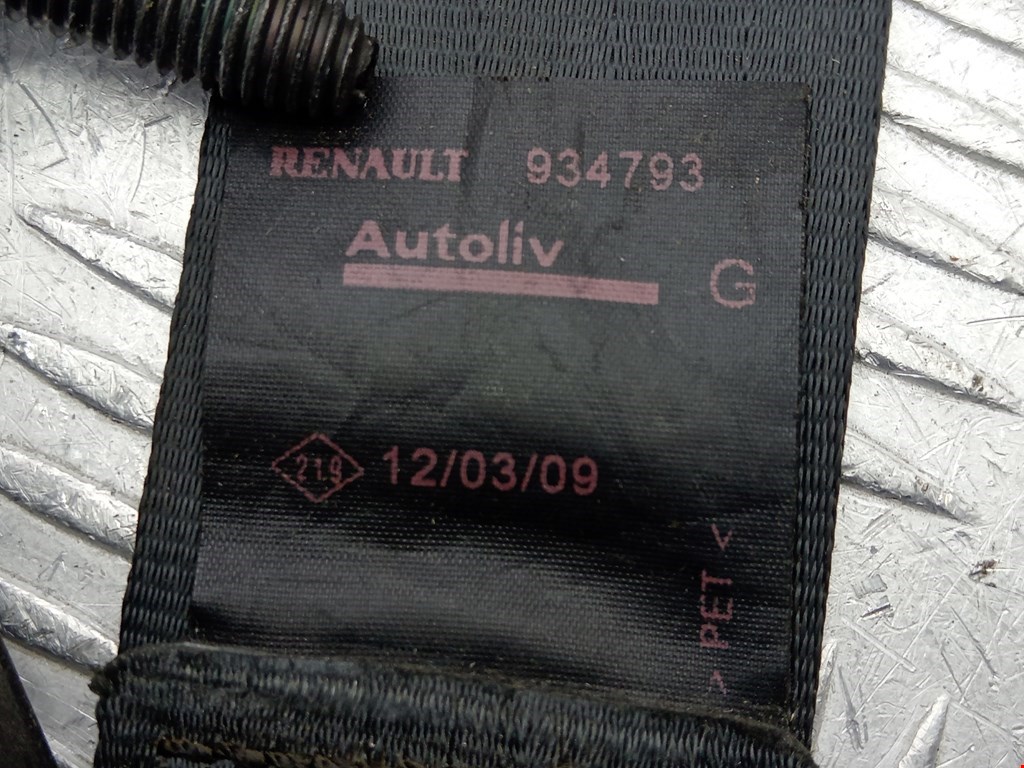 RENAULT 934793
Autoliv
G
219 12/03/09
> PET <